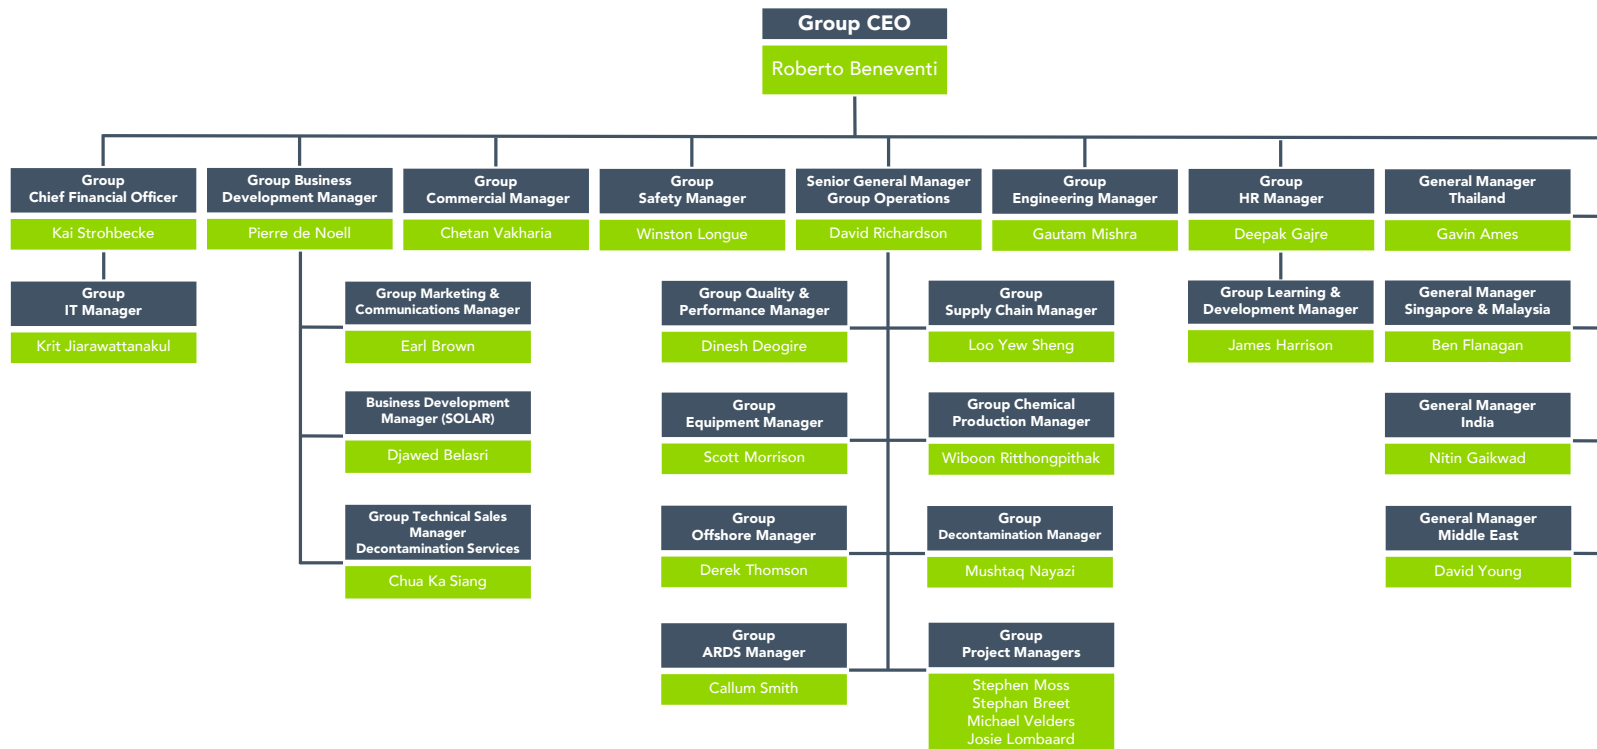 Group CEO
Roberto Beneventi
Group
Chief Financial Officer
Kai Strohbecke
Group Business
Development Manager
Pierre de Noell
Group
Commercial Manager
Chetan Vakharia
Group
Safety Manager
Winston Longue
Senior General Manager
Group Operations
David Richardson
Group
Engineering Manager
Gautam Mishra
Group
HR Manager
Deepak Gajre
General Manager
Thailand
Gavin Ames
Group
IT Manager
Krit Jiarawattanakul
Group Marketing &
Communications Manager
Earl Brown
Group Quality &
Performance Manager
Dinesh Deogire
Group
Supply Chain Manager
Loo Yew Sheng
Group Learning &
Development Manager
James Harrison
General Manager
Singapore & Malaysia
Ben Flanagan
Business Development
Manager (SOLAR)
Djawed Belasri
Group
Equipment Manager
Scott Morrison
Group Chemical
Production Manager
Wiboon Ritthongpithak
General Manager
India
Nitin Gaikwad
Group Technical Sales
Manager
Decontamination Services
Chua Ka Siang
Group
Offshore Manager
Derek Thomson
Group
Decontamination Manager
Mushtaq Nayazi
General Manager
Middle East
David Young
Group
ARDS Manager
Callum Smith
Group
Project Managers
Stephen Moss
Stephan Breet
Michael Velders
Josie Lombaard